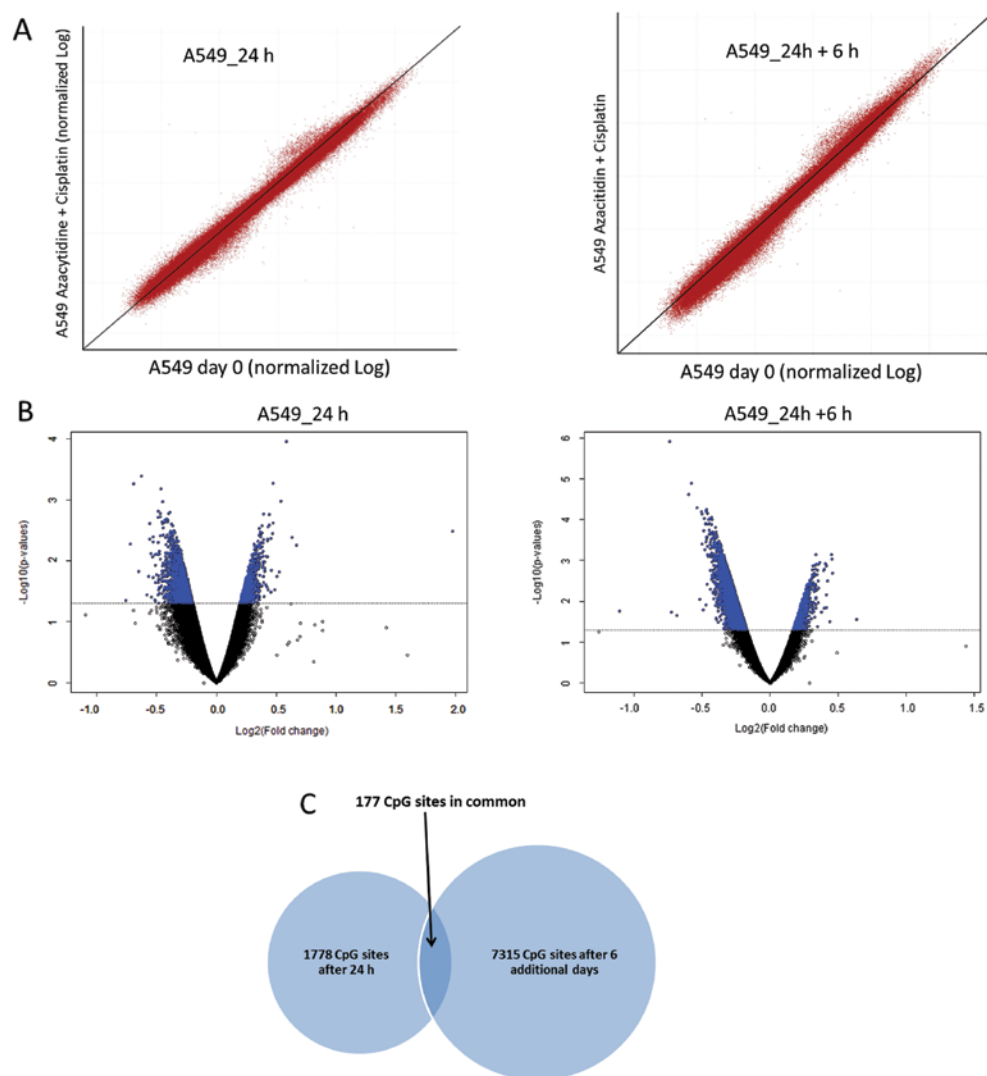 A
A549_24 h
A549 Azacytidine + Cisplatin (normalized Log)
A549 day 0 (normalized Log)
A549_24h + 6 h
A549 Azacitidin + Cisplatin
A549 day 0 (normalized Log)
B
A549_24 h
4
3
2
1
0
-Log10(p-values)
-1.0 -0.5 0.0 0.5 1.0 1.5 2.0
Log2(Fold change)
A549_24h +6 h
6
5
4
3
2
1
0
-Log10(p-values)
-1.0 -0.5 0.0 0.5 1.0 1.5
Log2(Fold change)
C
177 CpG sites in common
1778 CpG sites
after 24 h
7315 CpG sites after 6
additional days